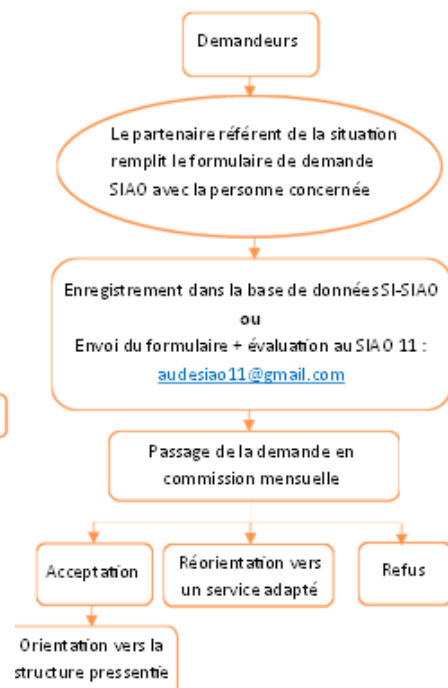 Demandeurs
Le partenaire référent de la situation
remplit le formulaire de demande
SIAO avec la personne concernée
Enregistrement dans la base de données SI-SIAO
ou
Envoi du formulaire + évaluation au SIAO 11 :
audesiao11@gmail.com
Passage de la demande en
commission mensuelle
Acceptation
Réorientation vers
un service adapté
Refus
Orientation vers la
structure pressentie